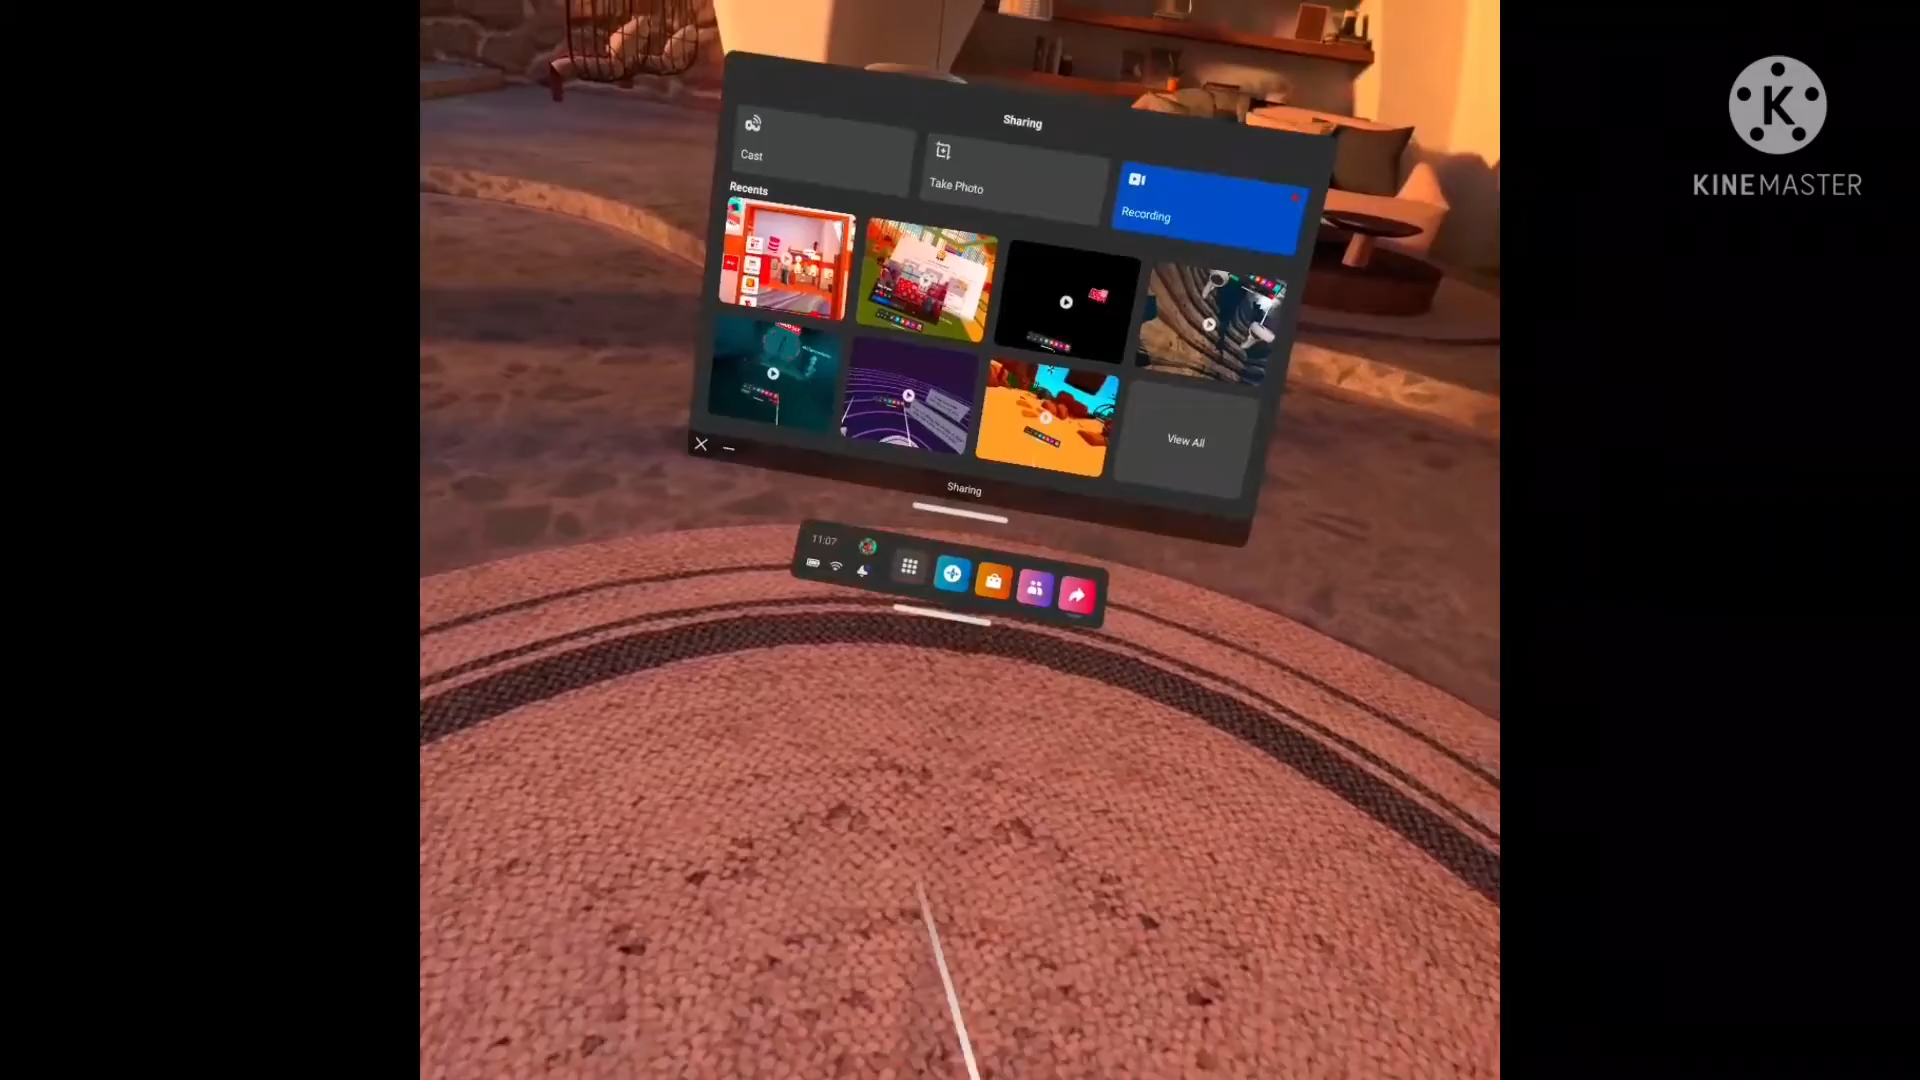 Sharing
Cast
Take Photo
Recording
Recents
View All
Sharing
11:07
KINEMASTER